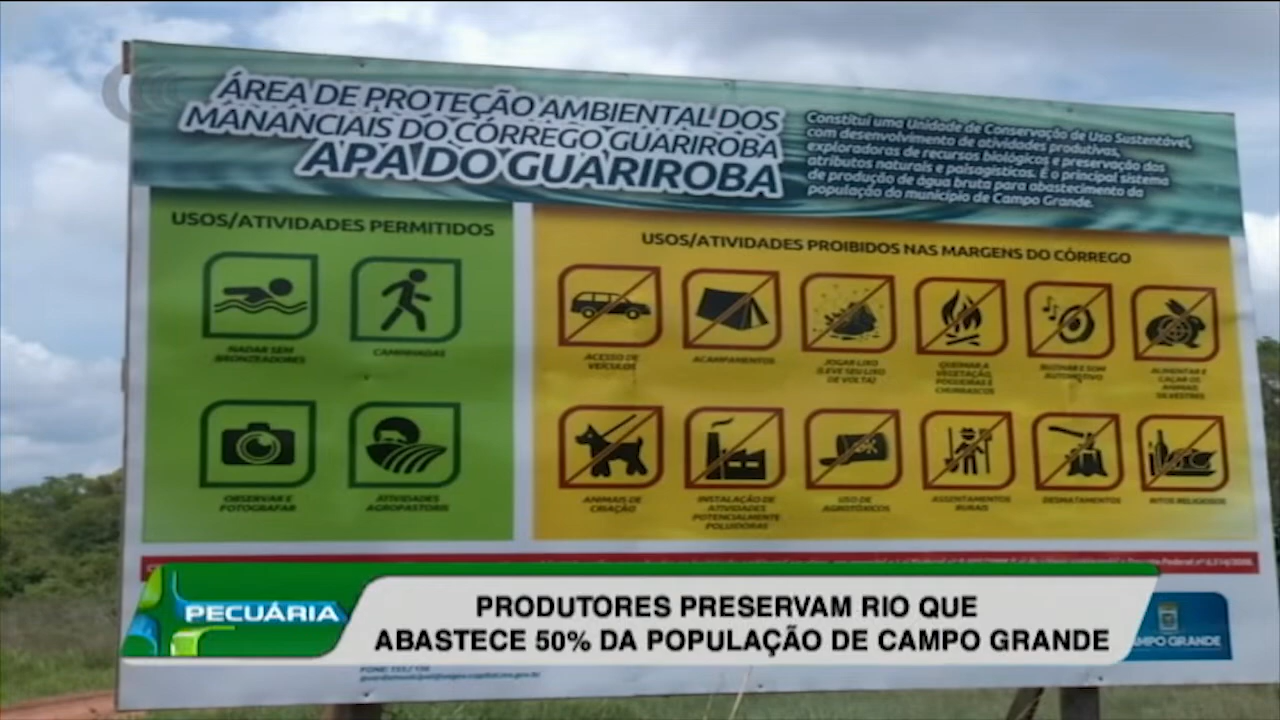 ÁREA DE PROTEÇÃO AMBIENTAL DOS
MANANCIAIS DO CÓRREGO GUARIROBA
APA DO GUARIROBA
Constitui uma Unidade de Conservação de Uso Sustentável,
com desenvolvimento de atividades produtivas,
exploradoras de recursos biológicos e preservação dos
atributos naturais e paisagísticos. É o principal sistema
de produção de água bruta para abastecimento da
população do município de Campo Grande.
USOS/ATIVIDADES PERMITIDOS
NADAR SEM
BRONZEADORES
CAMINHADAS
OBSERVAR E
FOTOGRAFAR
ATIVIDADES
AGROPASTORIS
USOS/ATIVIDADES PROIBIDOS NAS MARGENS DO CÓRREGO
ACESSO DE
VEÍCULOS
ACAMPAMENTOS
JOGAR LIXO
(LEVE SEU LIXO
DE VOLTA)
QUEIMAR A
VEGETAÇÃO,
FOGUEIRAS E
CHURRASCOS
BUZINAR E SOM
AUTOMOTIVO
ALIMENTAR E
CAÇAR OS
ANIMAIS
SILVESTRES
ANIMAIS DE
CRIAÇÃO
INSTALAÇÃO DE
ATIVIDADES
POTENCIALMENTE
POLUIDORAS
USO DE
AGROTÓXICOS
ASSENTAMENTOS
RURAIS
DESMATAMENTOS
RITOS RELIGIOSOS
PECUÁRIA
PRODUTORES PRESERVAM RIO QUE
ABASTECE 50% DA POPULAÇÃO DE CAMPO GRANDE
MPO GRANDE